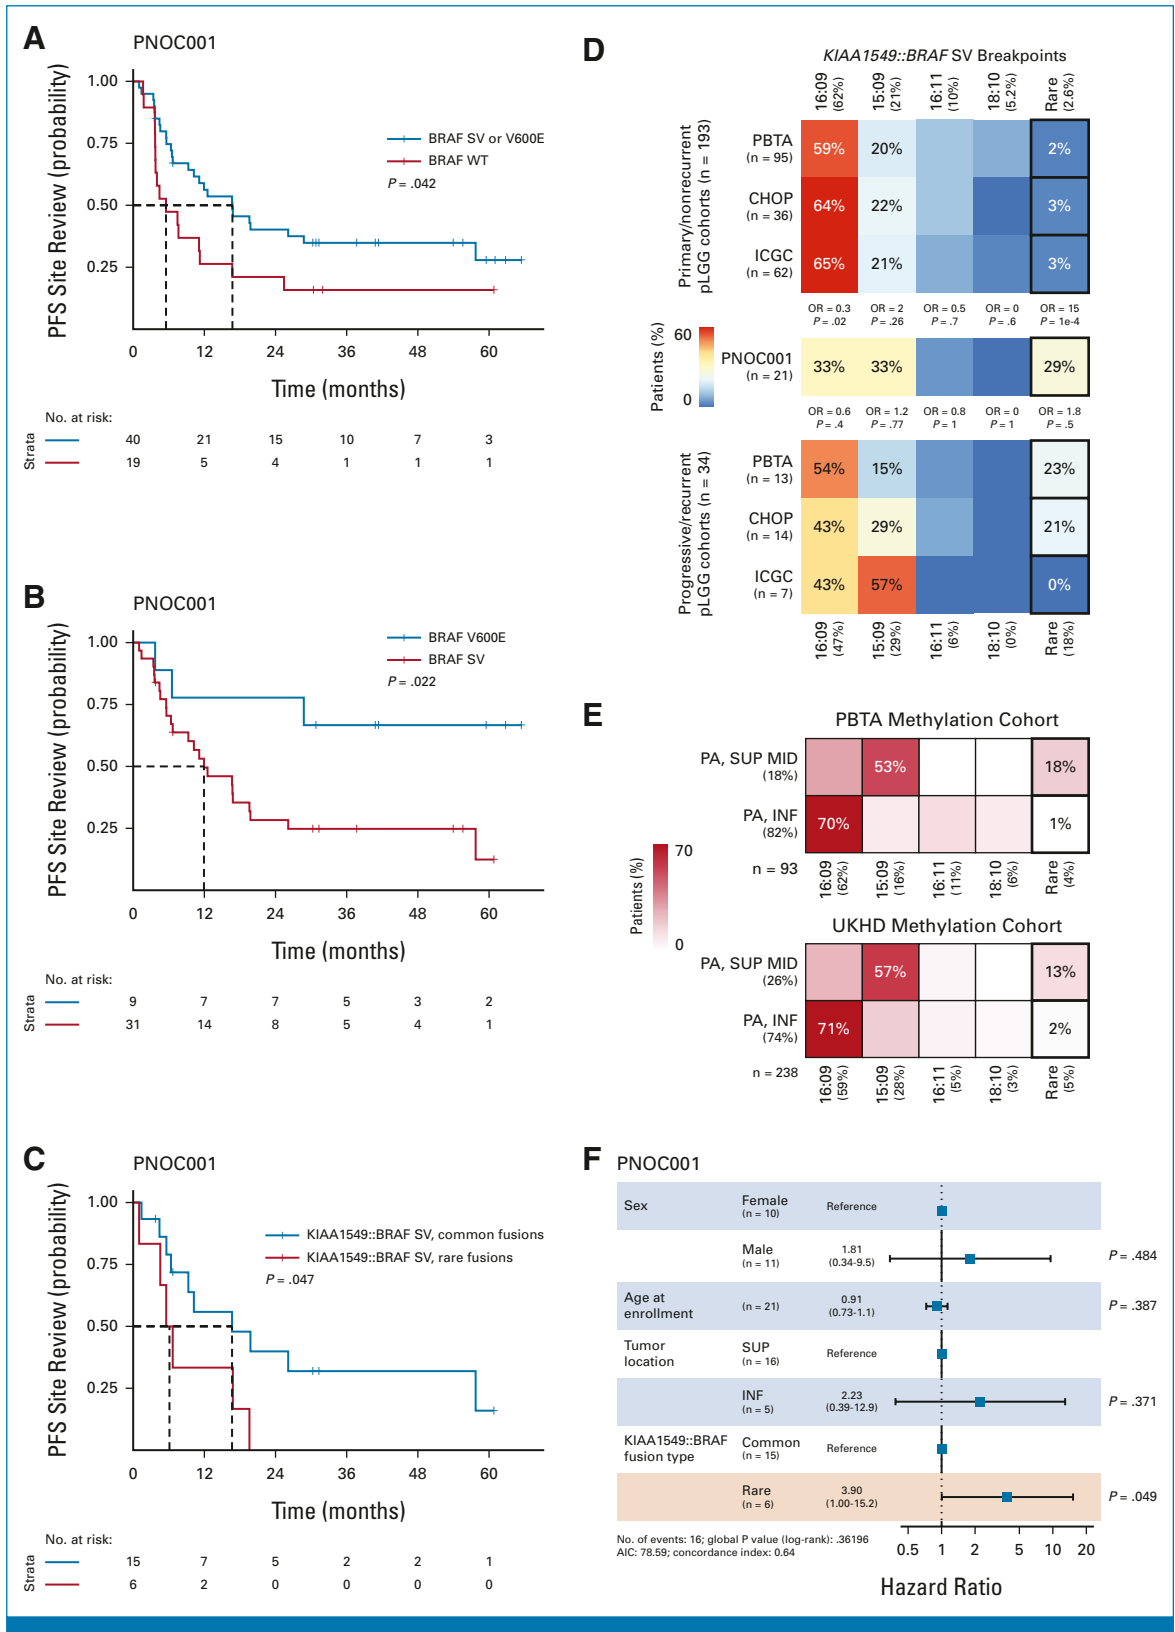 A
PNOC001
PFS Site Review (probability)
1.00
0.75
0.50
0.25
BRAF SV or V600E
BRAF WT
P = .042
0 12 24 36 48 60
Time (months)
No. at risk:
Strata
40 21 15 10 7 3
19 5 4 1 1 1
B
PNOC001
PFS Site Review (probability)
1.00
0.75
0.50
0.25
BRAF V600E
BRAF SV
P = .022
0 12 24 36 48 60
Time (months)
No. at risk:
Strata
9 7 7 5 3 2
31 14 8 5 4 1
C
PNOC001
PFS Site Review (probability)
1.00
0.75
0.50
0.25
KIAA1549::BRAF SV, common fusions
KIAA1549::BRAF SV, rare fusions
P = .047
0 12 24 36 48 60
Time (months)
No. at risk:
Strata
15 7 5 2 2 1
6 2 0 0 0 0
D
KIAA1549::BRAF SV Breakpoints
16:09 (62%)
15:09 (21%)
16:11 (10%)
18:10 (5.2%)
Rare (2.6%)
Primary/nonrecurrent
pLGG cohorts (n = 193)
PBTA
(n = 95)
59% 20% 2%
CHOP
(n = 36)
64% 22% 3%
ICGC
(n = 62)
65% 21% 3%
OR = 0.3 OR = 2 OR = 0.5 OR = 0 OR = 15
P = .02 P = .26 P = .7 P = .6 P = 1e-4
Patients (%)
60
0
PNOC001
(n = 21)
33% 33% 29%
OR = 0.6 OR = 1.2 OR = 0.8 OR = 0 OR = 1.8
P = .4 P = .77 P = 1 P = 1 P = .5
Progressive/recurrent
pLGG cohorts (n = 34)
PBTA
(n = 13)
54% 15% 23%
CHOP
(n = 14)
43% 29% 21%
ICGC
(n = 7)
43% 57% 0%
16:09 (47%)
15:09 (29%)
16:11 (6%)
18:10 (0%)
Rare (18%)
E
PBTA Methylation Cohort
PA, SUP MID
(18%)
53% 18%
PA, INF
(82%)
70% 1%
n = 93
16:09 (62%)
15:09 (16%)
16:11 (11%)
18:10 (6%)
Rare (4%)
Patients (%)
70
0
UKHD Methylation Cohort
PA, SUP MID
(26%)
57% 13%
PA, INF
(74%)
71% 2%
n = 238
16:09 (59%)
15:09 (28%)
16:11 (5%)
18:10 (3%)
Rare (5%)
F
PNOC001
Sex
Female
(n = 10)
Reference
Male
(n = 11)
1.81
(0.34-9.5)
P = .484
Age at
enrollment
(n = 21)
0.91
(0.73-1.1)
P = .387
Tumor
location
SUP
(n = 16)
Reference
INF
(n = 5)
2.23
(0.39-12.9)
P = .371
KIAA1549::BRAF
fusion type
Common
(n = 15)
Reference
Rare
(n = 6)
3.90
(1.00-15.2)
P = .049
No. of events: 16; global P value (log-rank): .36196
AIC: 78.59; concordance index: 0.64
0.5 1 2 5 10 20
Hazard Ratio